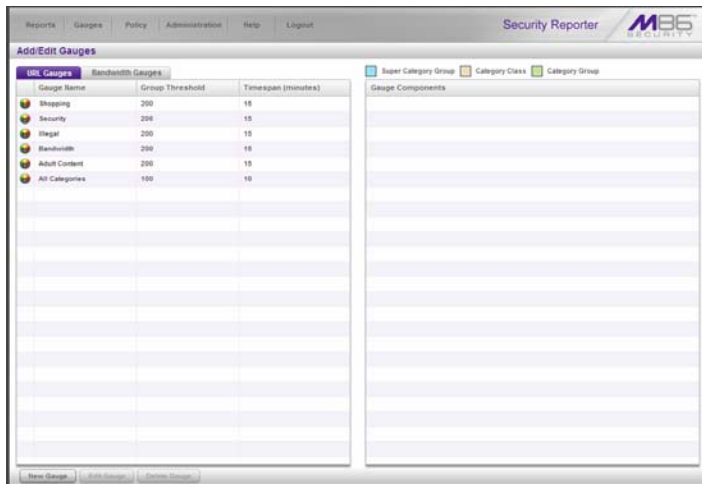 Reports Gauges Policy Administration Help Logout
Security Reporter
M86 SECURITY
Add/Edit Gauges
URL Gauges Bandwidth Gauges
Super Category Group Category Class Category Group
Gauge Name Group Threshold Timespan (minutes)
Gauge Components
Shopping 200 15
Security 200 15
Illegal 200 15
Bandwidth 200 15
Adult Content 200 15
All Categories 100 10
New Gauge Edit Gauge Delete Gauge